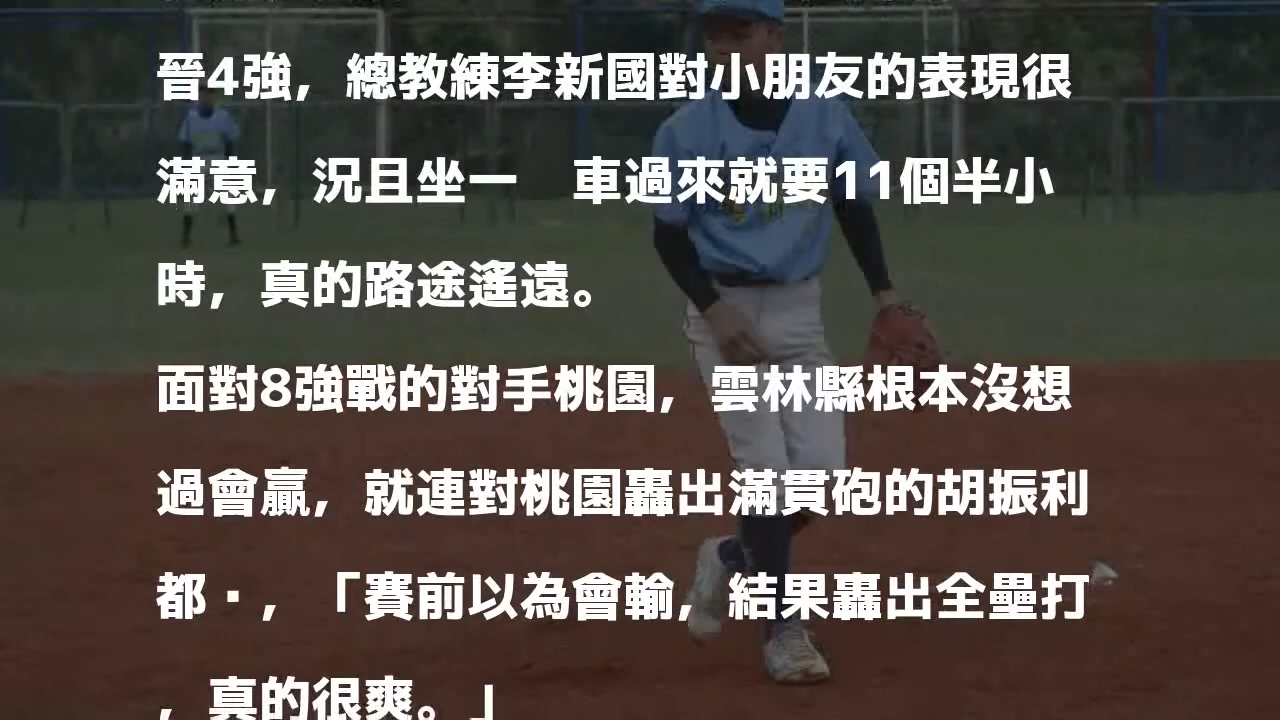 晉4強，總教練李新國對小朋友的表現很
滿意，況且坐一　車過來就要11個半小
時，真的路途遙遠。
面對8強戰的對手桃園，雲林縣根本沒想
過會贏，就連對桃園轟出滿貫砲的胡振利
都·，「賽前以為會輸，結果轟出全壘打
，真的很爽。」